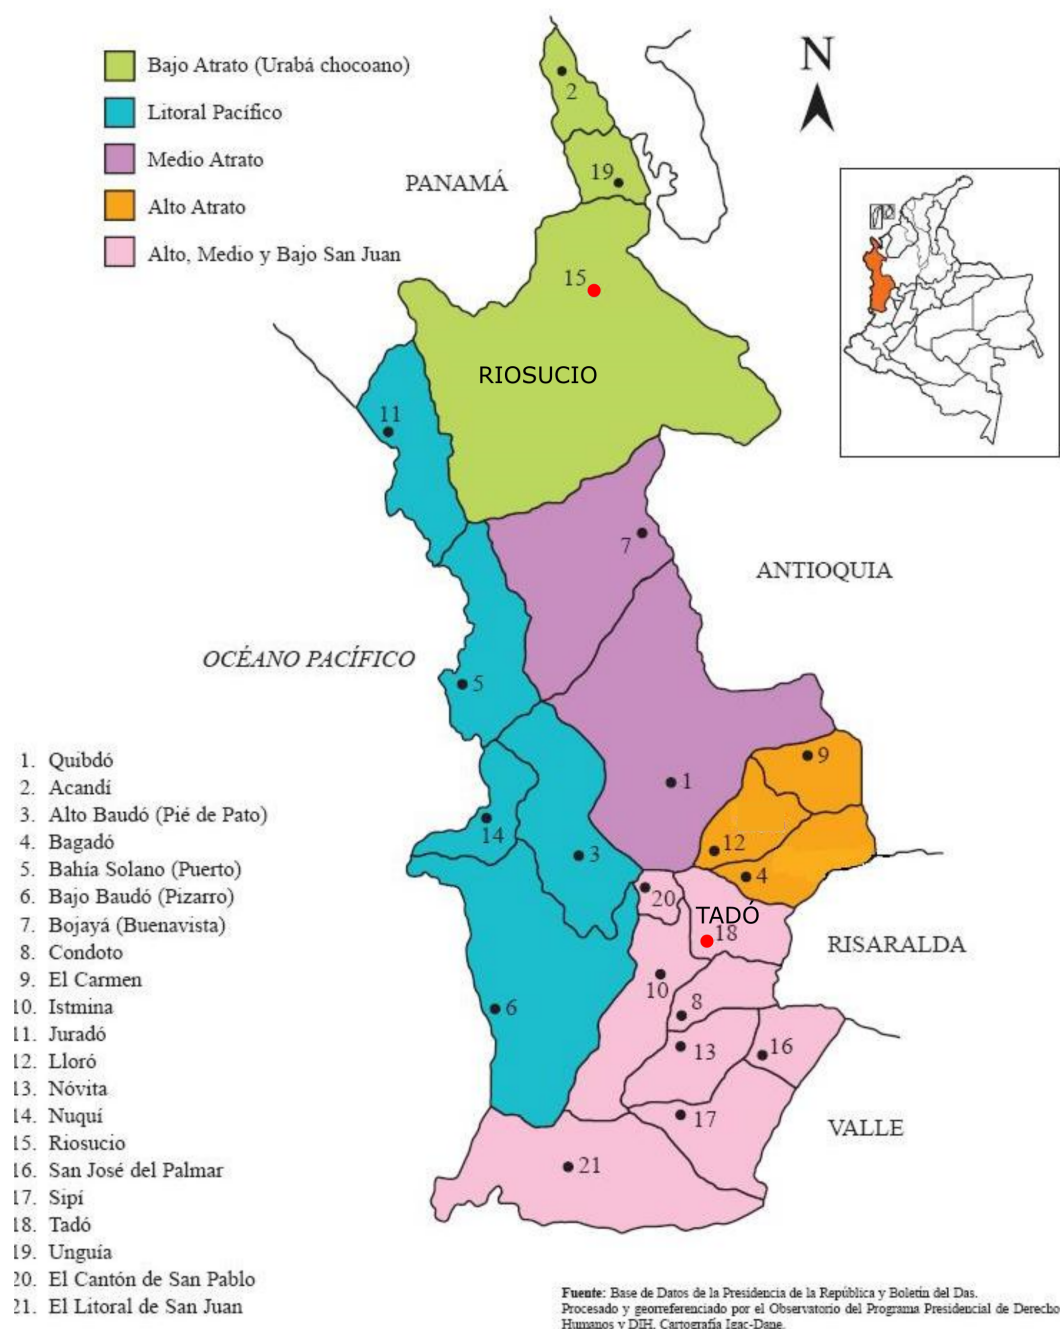 Bajo Atrato (Urabá chocoano)
Litoral Pacífico
Medio Atrato
Alto Atrato
Alto, Medio y Bajo San Juan
N
PANAMÁ
2
19
15
RIOSUCIO
11
7
ANTIOQUIA
OCÉANO PACÍFICO
5
9
1
14
3
12
4
20
TADÓ
18
RISARALDA
10
6
8
13
16
17
VALLE
21
1. Quibdó
2. Acandí
3. Alto Baudó (Pié de Pato)
4. Bagadó
5. Bahía Solano (Puerto)
6. Bajo Baudó (Pizarro)
7. Bojayá (Buenavista)
8. Condoto
9. El Carmen
10. Istmina
11. Juradó
12. Lloró
13. Nóvita
14. Nuquí
15. Riosucio
16. San José del Palmar
17. Sipí
18. Tadó
19. Unguía
20. El Cantón de San Pablo
21. El Litoral de San Juan
Fuente: Base de Datos de la Presidencia de la República y Boletín del Das.
Procesado y georreferenciado por el Observatorio del Programa Presidencial de Derecho
Humanos y DIH. Cartografía Igac-Dane.